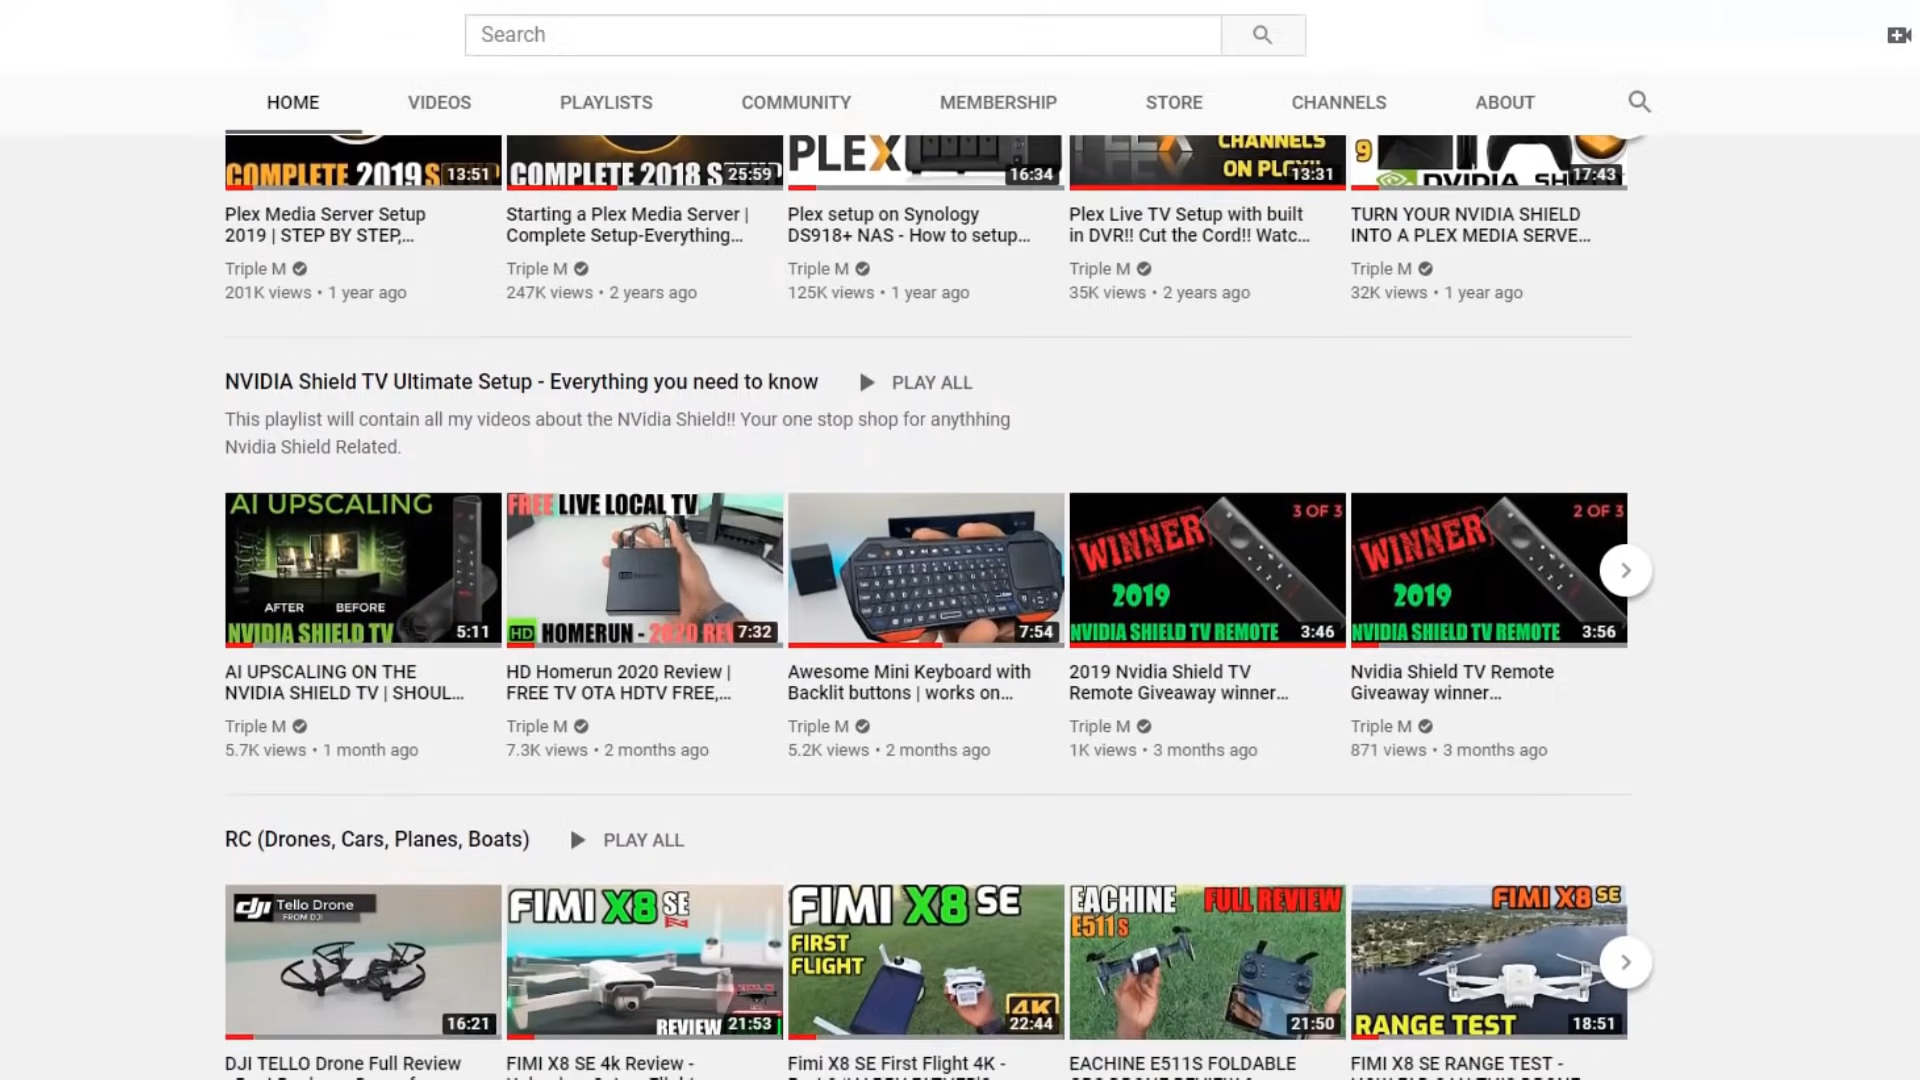 Search
HOME VIDEOS PLAYLISTS COMMUNITY MEMBERSHIP STORE CHANNELS ABOUT
COMPLETE 2019 S 13:51
COMPLETE 2018 S 25:59
PLEX 16:34
CHANNELS
ON PLEX!! 13:31
9 NVIDIA SH 17:43
Plex Media Server Setup
2019 | STEP BY STEP,...
Triple M
201K views • 1 year ago
Starting a Plex Media Server |
Complete Setup-Everything...
Triple M
247K views • 2 years ago
Plex setup on Synology
DS918+ NAS - How to setup...
Triple M
125K views • 1 year ago
Plex Live TV Setup with built
in DVR!! Cut the Cord!! Watc...
Triple M
35K views • 2 years ago
TURN YOUR NVIDIA SHIELD
INTO A PLEX MEDIA SERVE...
Triple M
32K views • 1 year ago
NVIDIA Shield TV Ultimate Setup - Everything you need to know PLAY ALL
This playlist will contain all my videos about the NVidia Shield!! Your one stop shop for anythhing
Nvidia Shield Related.
AI UPSCALING
AFTER BEFORE
NVIDIA SHIELD TV 5:11
FREE LIVE LOCAL TV
HD HOMERUN - 2020 RE 7:32
7:54
3 OF 3
WINNER
2019
NVIDIA SHIELD TV REMOTE 3:46
2 OF 3
WINNER
2019
NVIDIA SHIELD TV REMOTE 3:56
AI UPSCALING ON THE
NVIDIA SHIELD TV | SHOUL...
Triple M
5.7K views • 1 month ago
HD Homerun 2020 Review |
FREE TV OTA HDTV FREE,...
Triple M
7.3K views • 2 months ago
Awesome Mini Keyboard with
Backlit buttons | works on...
Triple M
5.2K views • 2 months ago
2019 Nvidia Shield TV
Remote Giveaway winner...
Triple M
1K views • 3 months ago
Nvidia Shield TV Remote
Giveaway winner...
Triple M
871 views • 3 months ago
RC (Drones, Cars, Planes, Boats) PLAY ALL
dji Tello Drone
FROM DJI
16:21
FIMI X8 SE
REVIEW 21:53
FIMI X8 SE
FIRST
FLIGHT
4K
22:44
EACHINE FULL REVIEW
E511S
21:50
FIMI X8 SE
RANGE TEST 18:51
DJI TELLO Drone Full Review
FIMI X8 SE 4k Review -
Fimi X8 SE First Flight 4K -
EACHINE E511S FOLDABLE
FIMI X8 SE RANGE TEST -